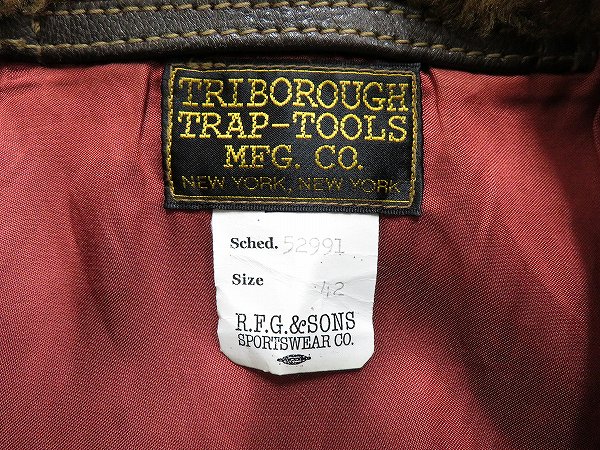 TRIBOROUGH
TRAP-TOOLS
MFG. CO.
NEW YORK, NEW YORK
Sched. 52991
Size 42
R.F.G.&SONS
SPORTSWEAR CO.